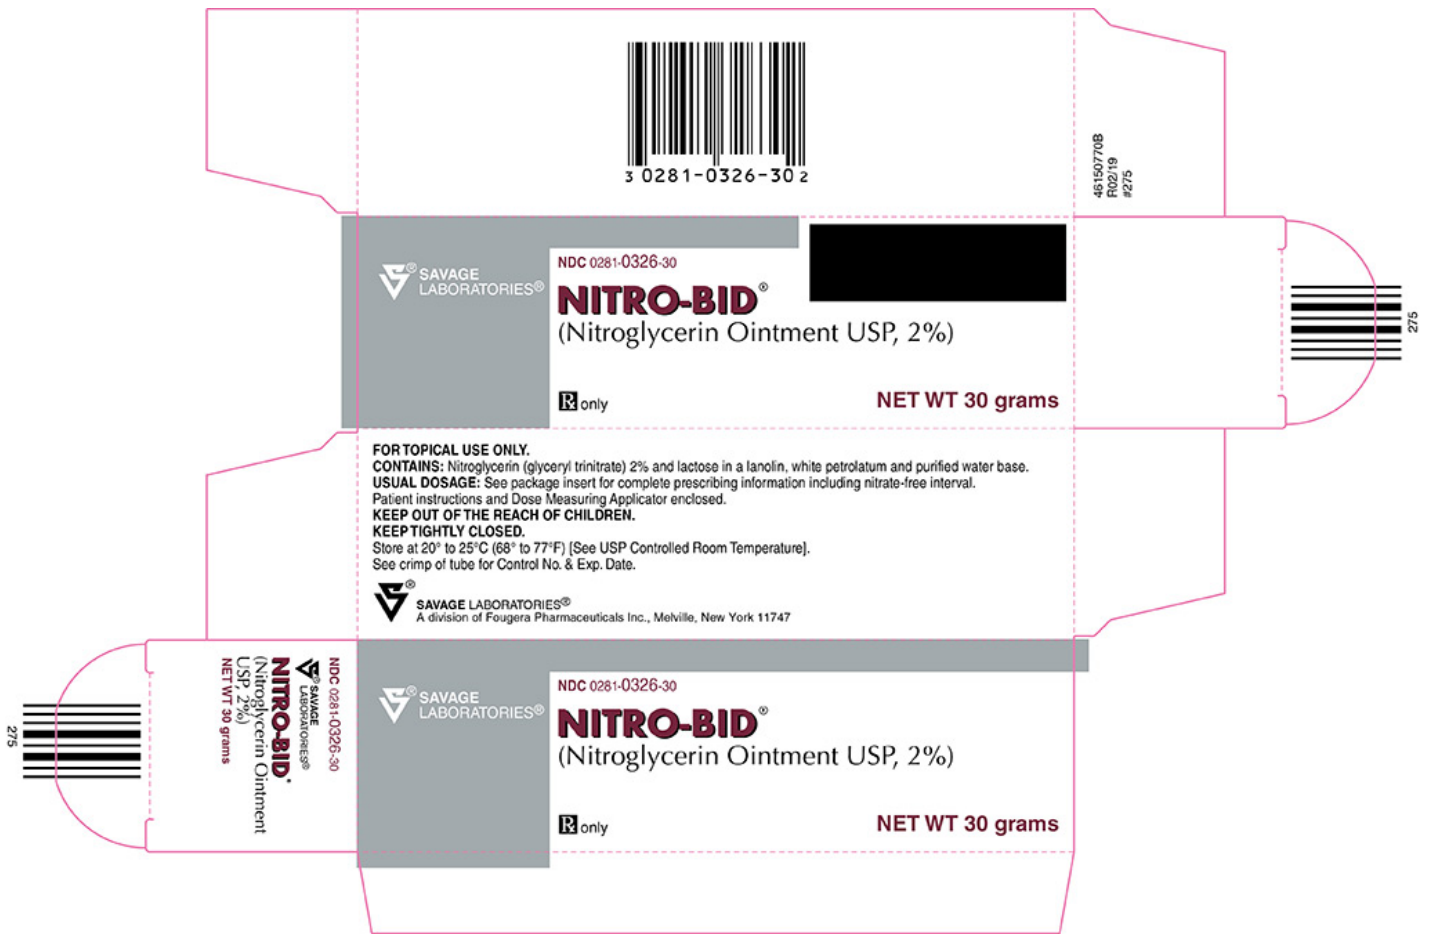 3 0281-0326-30 2
46150770B
R02/19
#275
® SAVAGE
LABORATORIES®
NDC 0281-0326-30
NITRO-BID®
(Nitroglycerin Ointment USP, 2%)
Rx only
NET WT 30 grams
275
FOR TOPICAL USE ONLY.
CONTAINS: Nitroglycerin (glyceryl trinitrate) 2% and lactose in a lanolin, white petrolatum and purified water base.
USUAL DOSAGE: See package insert for complete prescribing information including nitrate-free interval.
Patient instructions and Dose Measuring Applicator enclosed.
KEEP OUT OF THE REACH OF CHILDREN.
KEEP TIGHTLY CLOSED.
Store at 20° to 25°C (68° to 77°F) [See USP Controlled Room Temperature].
See crimp of tube for Control No. & Exp. Date.
®
SAVAGE LABORATORIES®
A division of Fougera Pharmaceuticals Inc., Melville, New York 11747
275
NDC 0281-0326-30
® SAVAGE
LABORATORIES®
NITRO-BID®
(Nitroglycerin Ointment
USP, 2%)
NET WT 30 grams
® SAVAGE
LABORATORIES®
NDC 0281-0326-30
NITRO-BID®
(Nitroglycerin Ointment USP, 2%)
Rx only
NET WT 30 grams